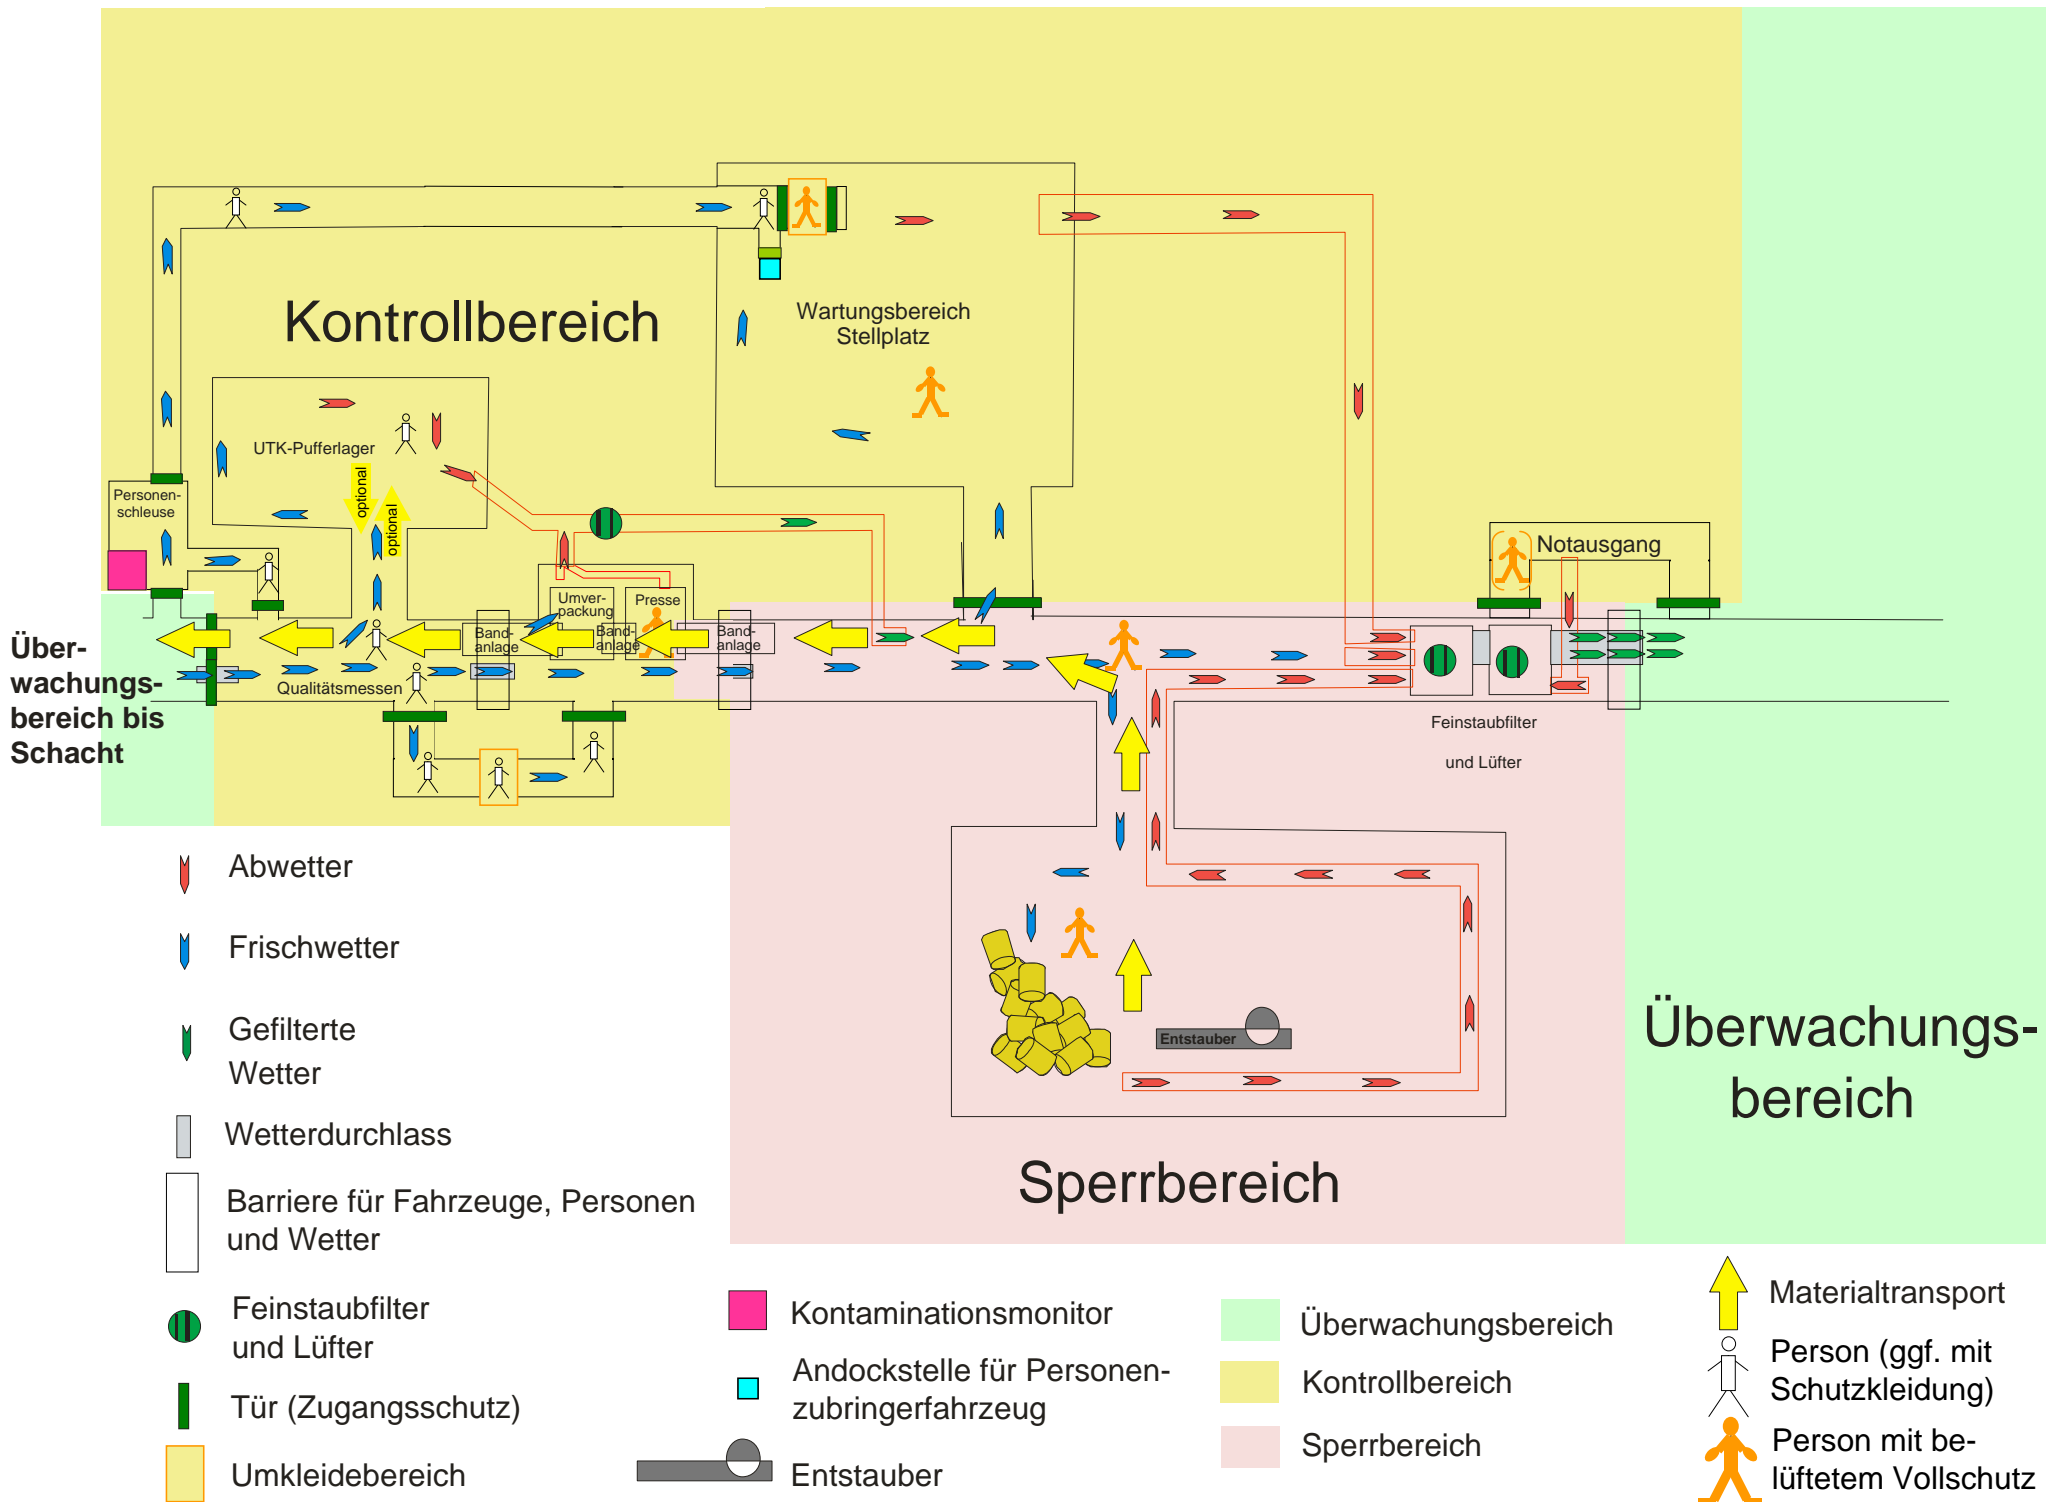 Kontrollbereich
Wartungsbereich
Stellplatz
UTK-Pufferlager
optional
optional
Personen-
schleuse
Notausgang
Umver-
packung
Presse
Band-
anlage
Band-
anlage
Band-
anlage
Qualitätsmessen
Über-
wachungs-
bereich bis
Schacht
Feinstaubfilter
und Lüfter
Entstauber
Sperrbereich
Überwachungs-
bereich
Abwetter
Frischwetter
Gefilterte
Wetter
Wetterdurchlass
Barriere für Fahrzeuge, Personen
und Wetter
Feinstaubfilter
und Lüfter
Tür (Zugangsschutz)
Umkleidebereich
Kontaminationsmonitor
Andockstelle für Personen-
zubringerfahrzeug
Entstauber
Überwachungsbereich
Kontrollbereich
Sperrbereich
Materialtransport
Person (ggf. mit
Schutzkleidung)
Person mit be-
lüftetem Vollschutz